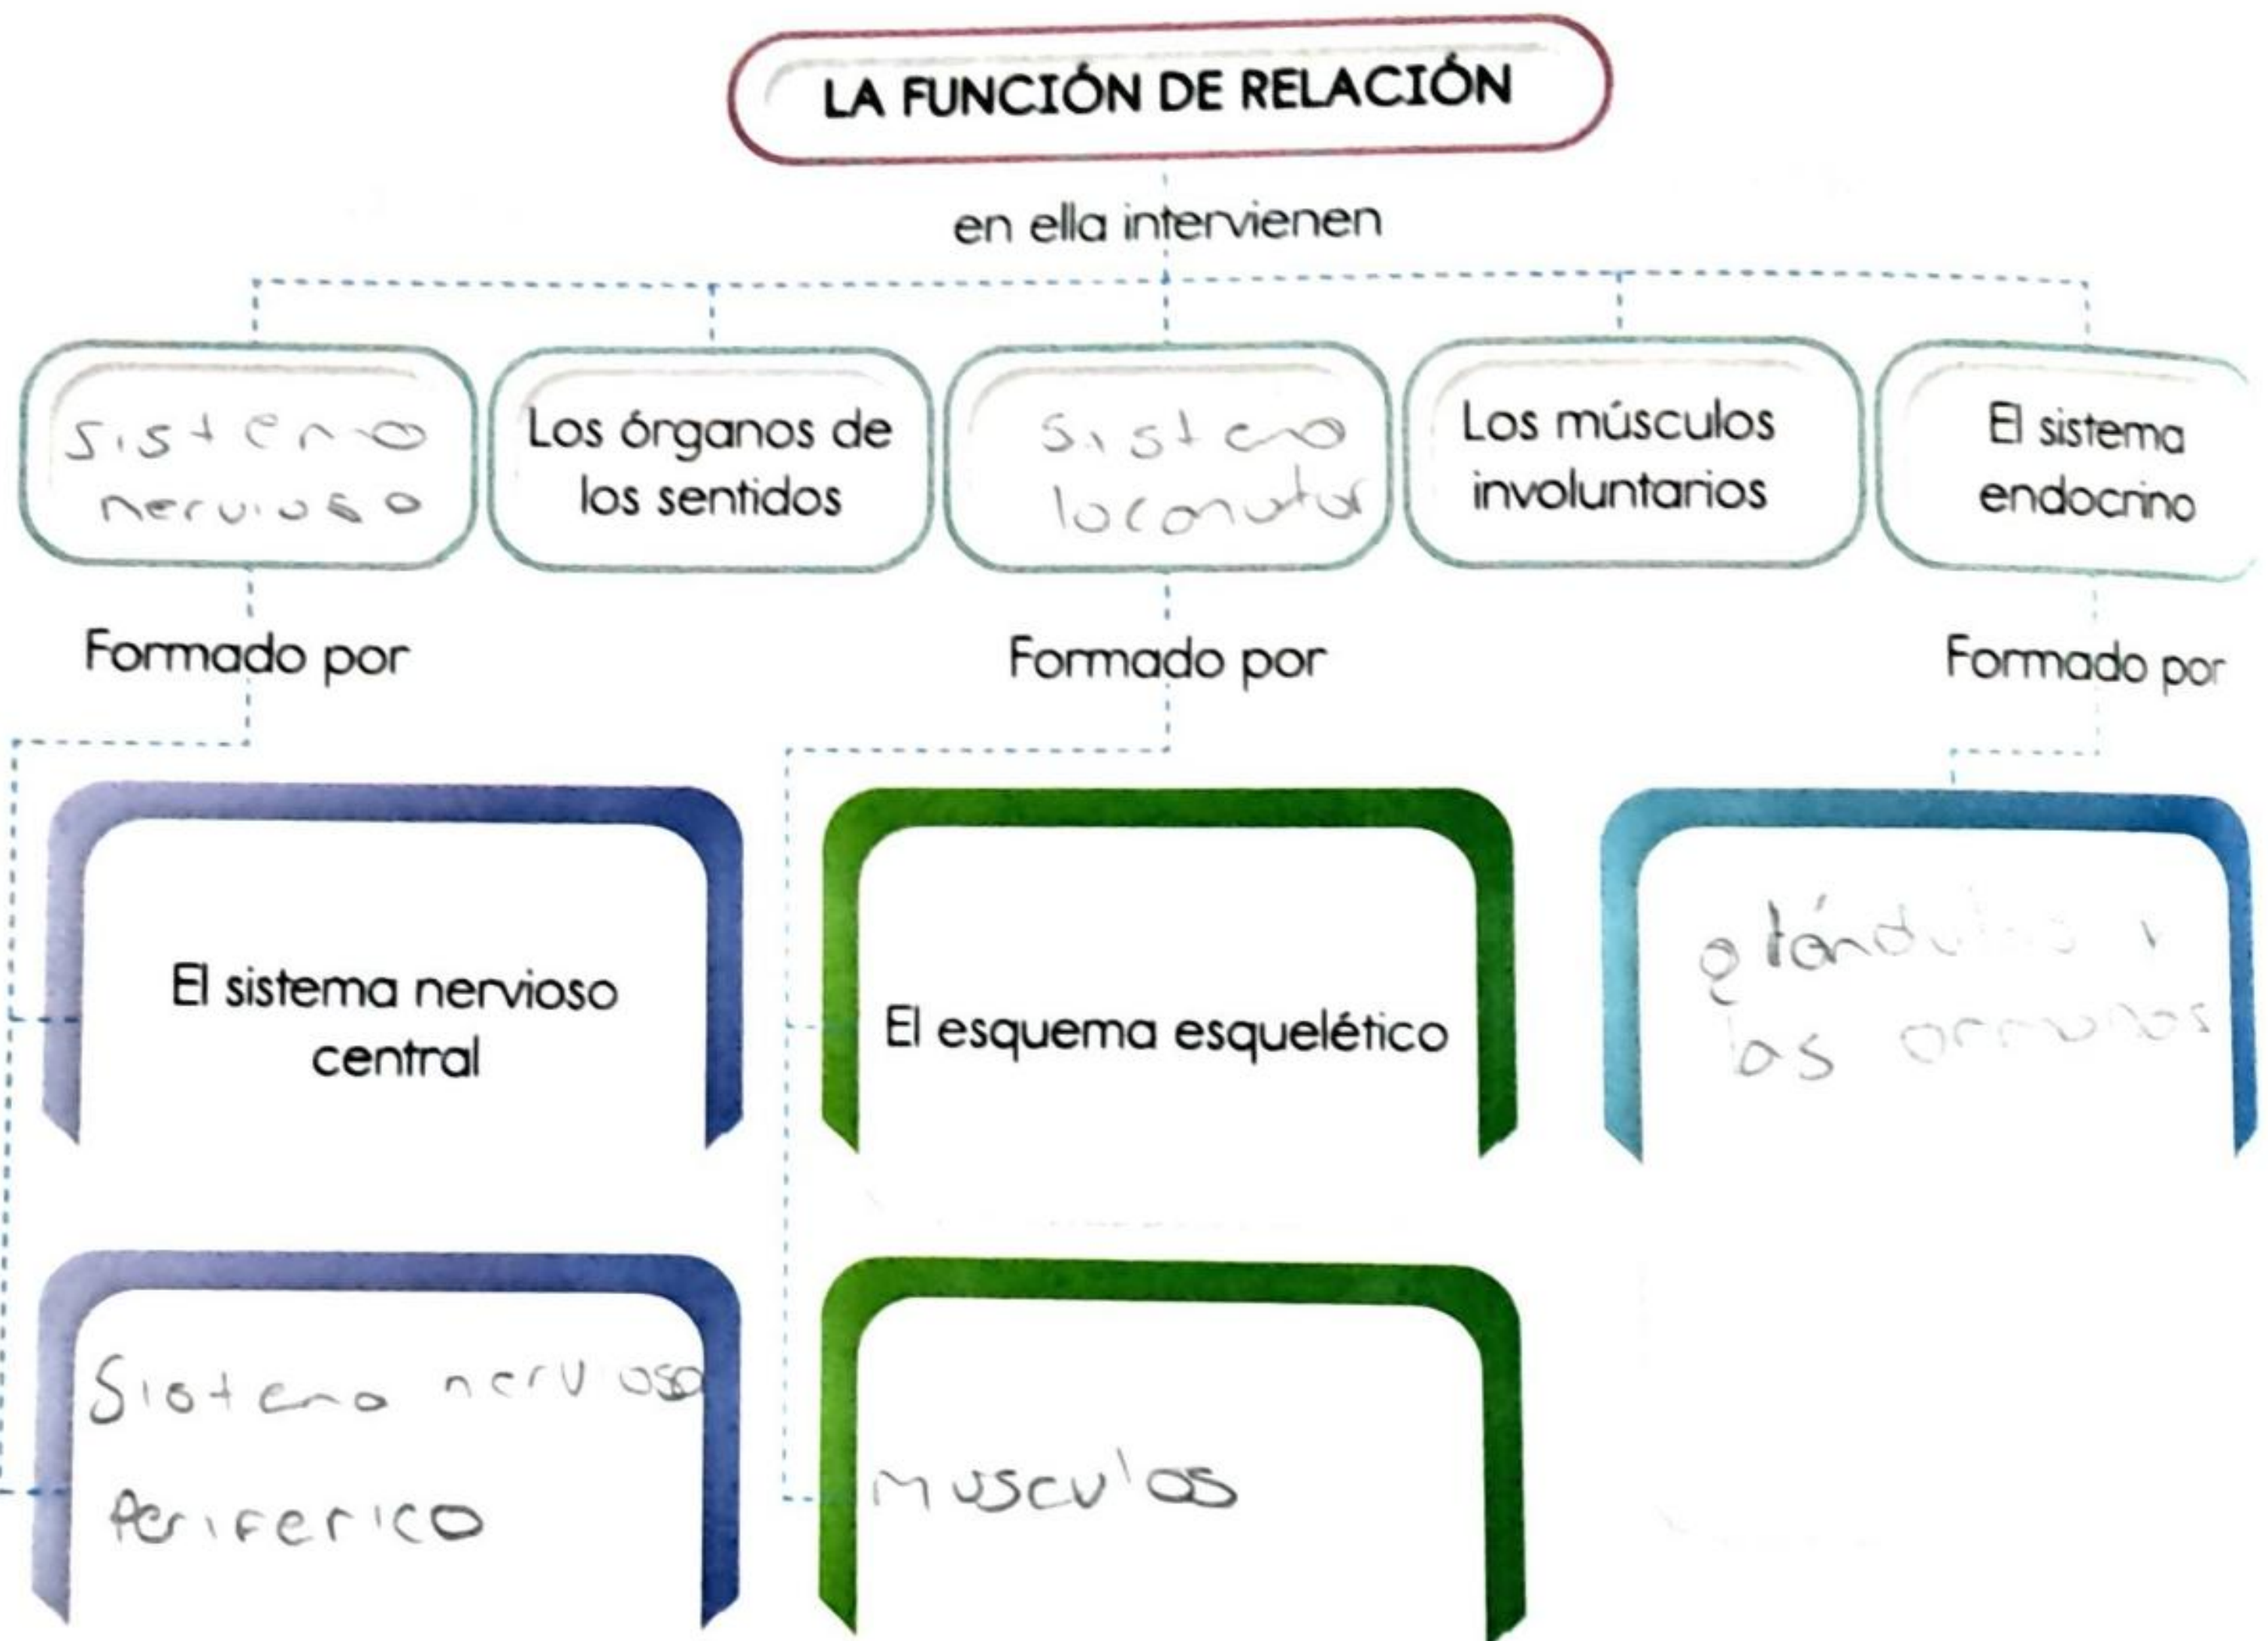 LA FUNCIÓN DE RELACIÓN
en ella intervienen
sistema
nervioso
Los órganos de
los sentidos
sistema
locomotor
Los músculos
involuntarios
El sistema
endocrino
Formado por
Formado por
Formado por
El sistema nervioso
central
El esquema esquelético
glándulas y
las ormonas
Sistema nervioso
Periferico
musculos